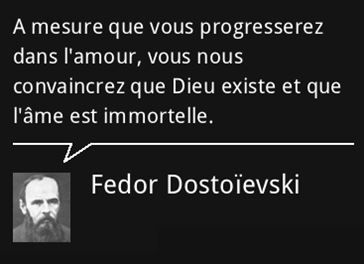 A mesure que vous progresserez
dans l'amour, vous nous
convaincrez que Dieu existe et que
l'âme est immortelle.
Fedor Dostoïevski